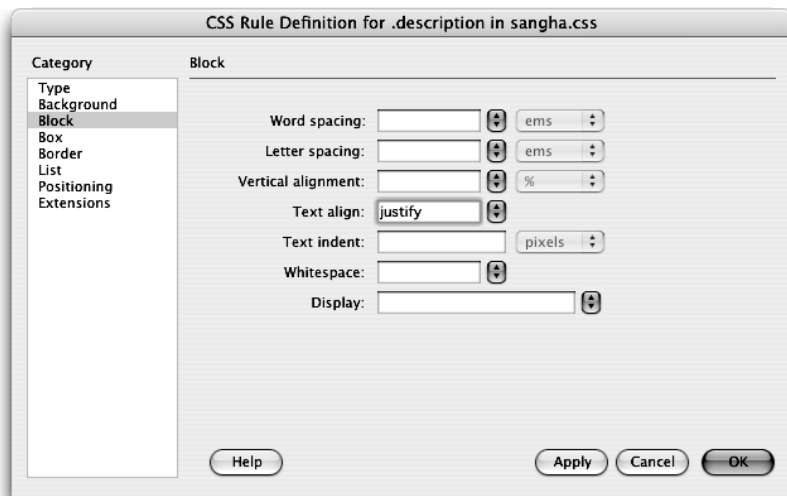 CSS Rule Definition for .description in sangha.css
Category
Type
Background
Block
Box
Border
List
Positioning
Extensions
Block
Word spacing: ems
Letter spacing: ems
Vertical alignment: %
Text align: justify
Text indent: pixels
Whitespace:
Display:
Help Apply Cancel OK